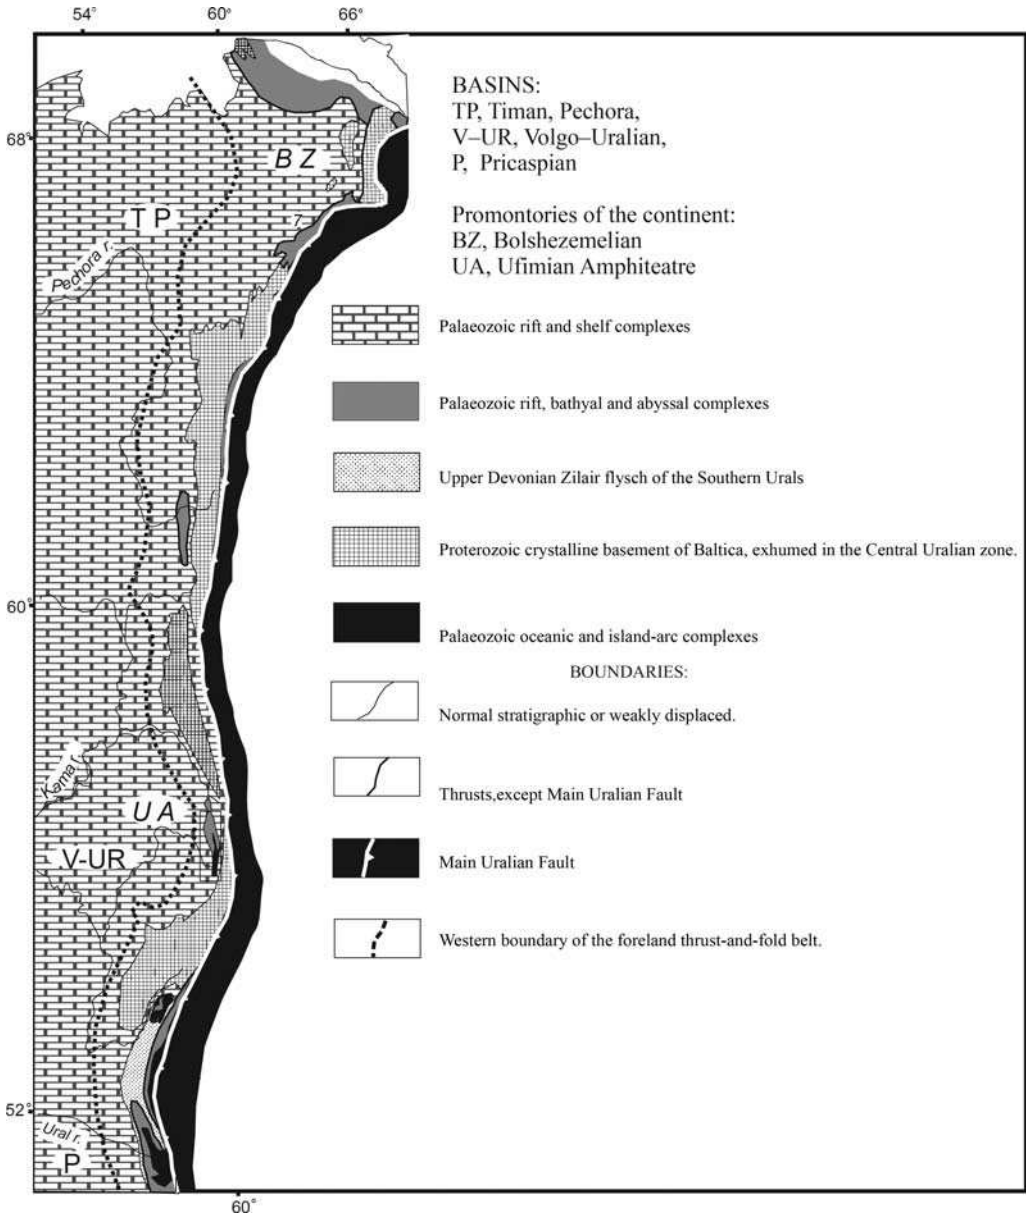 54°
60°
66°
BASINS:
TP, Timan, Pechora,
V–UR, Volgo–Uralian,
P, Pricaspian
68°
B Z
T P
7
Promontories of the continent:
BZ, Bolshezemelian
UA, Ufimian Amphiteatre
Pechora r.
Palaeozoic rift and shelf complexes
Palaeozoic rift, bathyal and abyssal complexes
Upper Devonian Zilair flysch of the Southern Urals
Proterozoic crystalline basement of Baltica, exhumed in the Central Uralian zone.
60°
Palaeozoic oceanic and island-arc complexes
BOUNDARIES:
Normal stratigraphic or weakly displaced.
Kama r.
Thrusts,except Main Uralian Fault
U A
V-UR
Main Uralian Fault
Western boundary of the foreland thrust-and-fold belt.
52°
Ural r.
P
60°